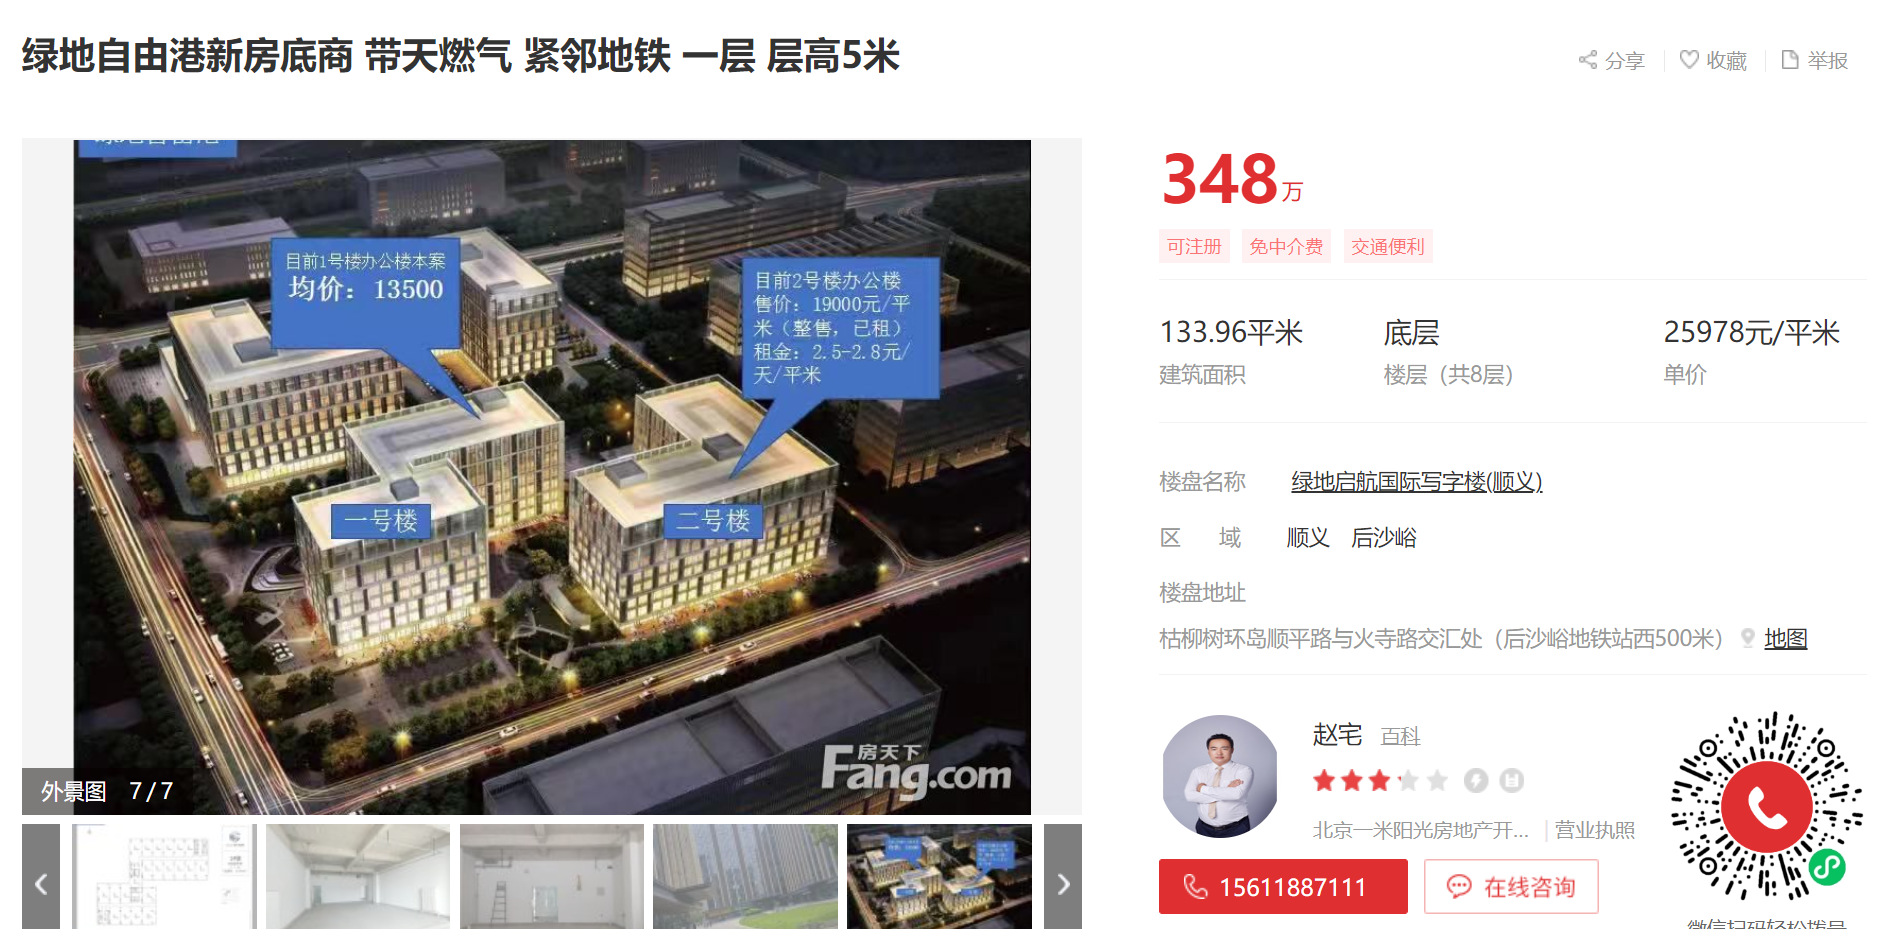 绿地自由港新房底商 带天燃气 紧邻地铁 一层 层高5米
分享
收藏
举报
目前1号楼办公楼本案
均价：13500
目前2号楼办公楼
售价：19000元/平
米（整售，已租）
租金：2.5-2.8元/
天/平米
一号楼
二号楼
房天下
Fang.com
外景图 7 / 7
348万
可注册
免中介费
交通便利
133.96平米
建筑面积
底层
楼层（共8层）
25978元/平米
单价
楼盘名称 绿地启航国际写字楼(顺义)
区 域 顺义 后沙峪
楼盘地址
枯柳树环岛顺平路与火寺路交汇处（后沙峪地铁站西500米） 地图
赵宅 百科
北京一米阳光房地产开... 营业执照
15611887111
在线咨询
微信扫码轻松拨号